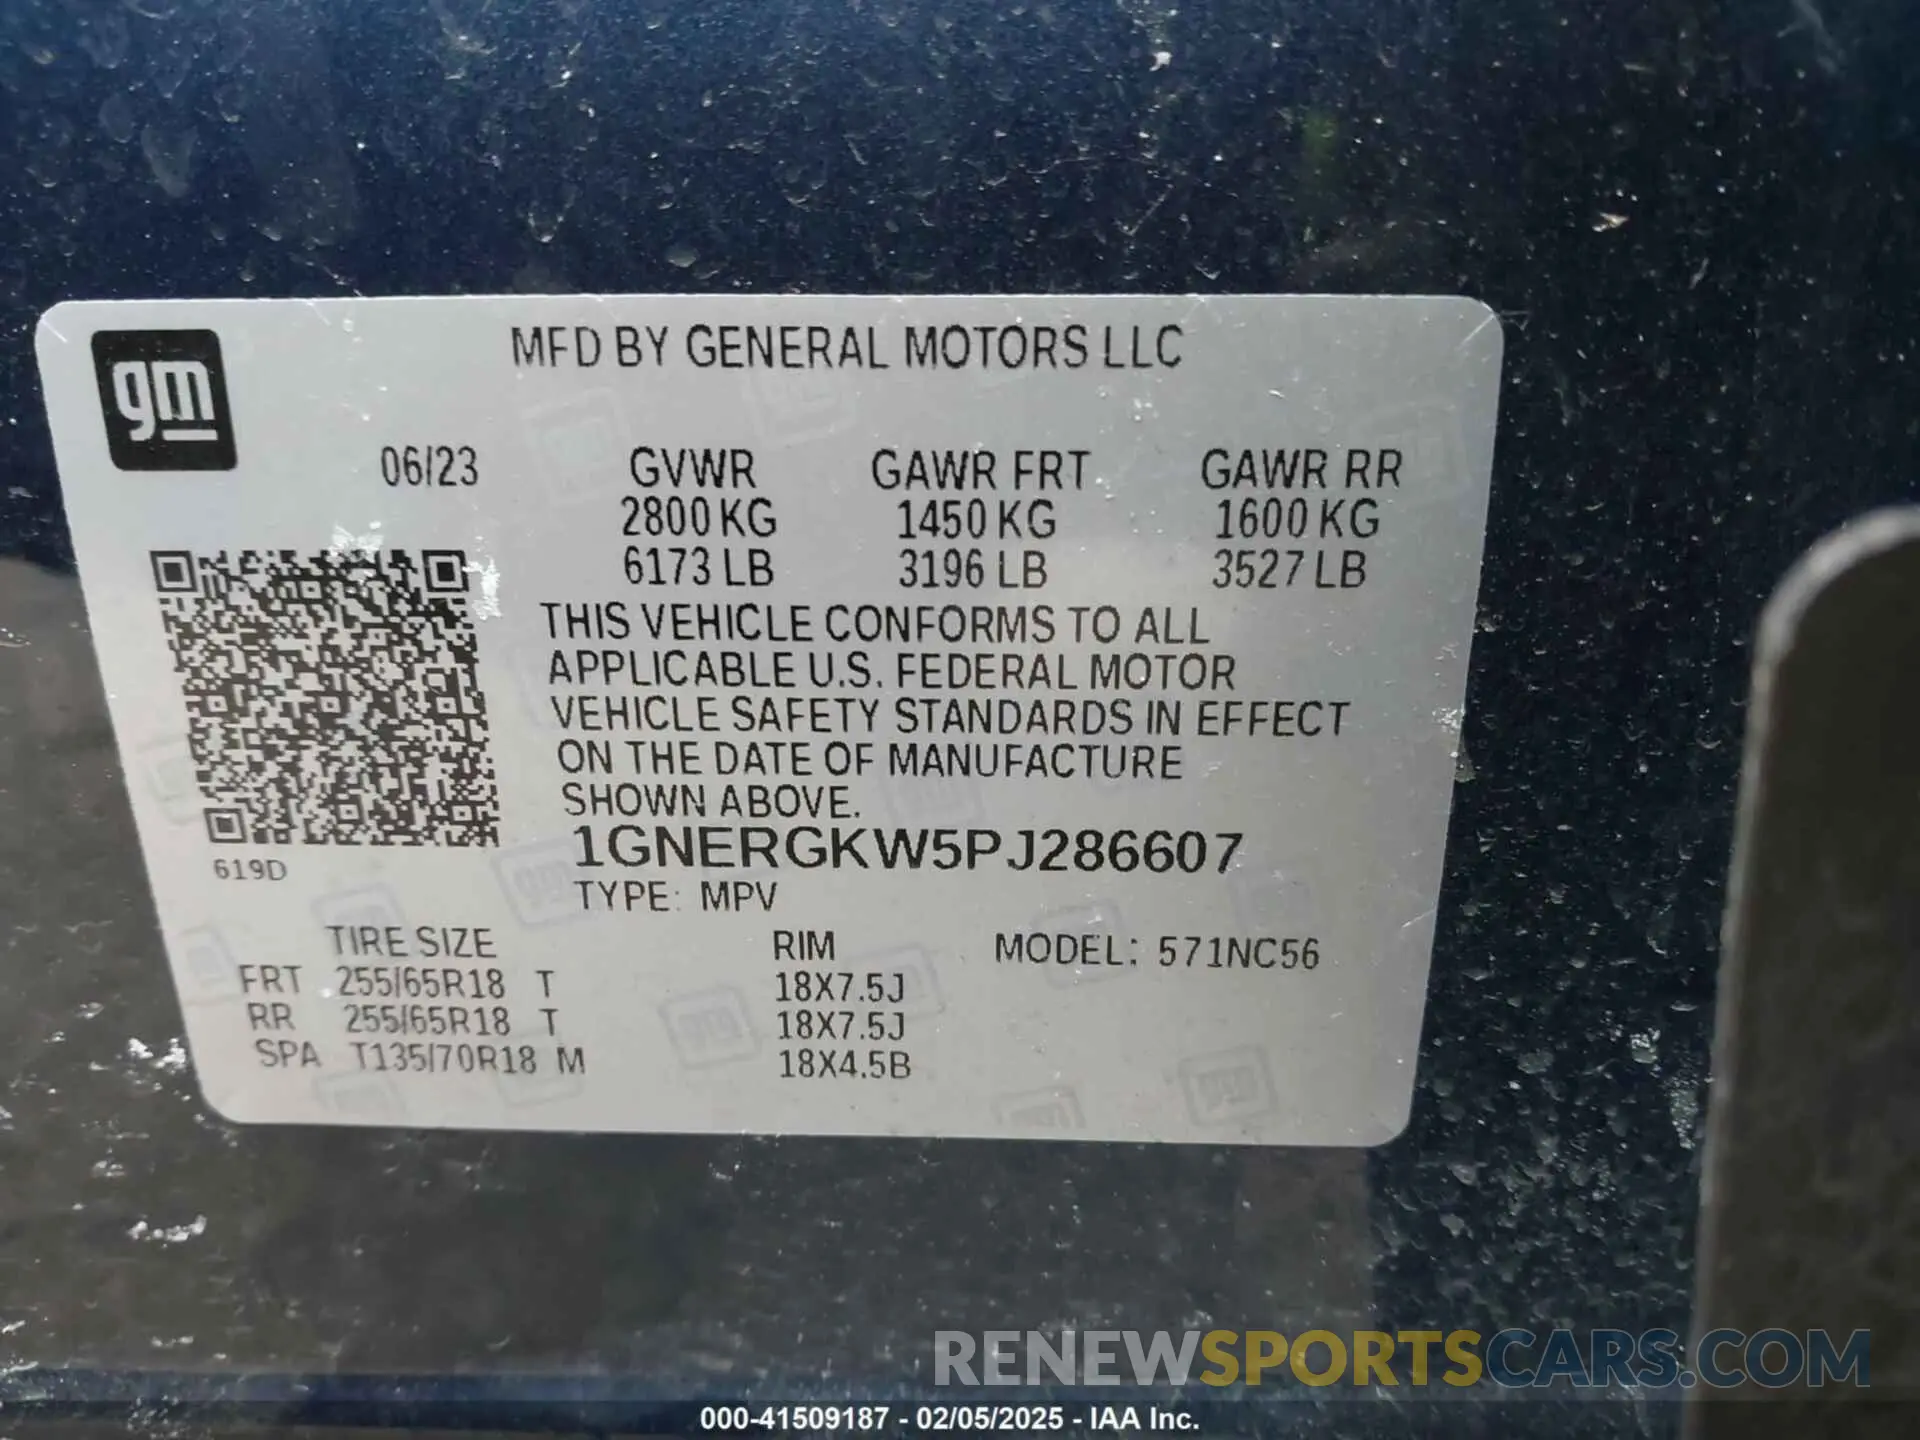 gm
MFD BY GENERAL MOTORS LLC
06/23 GVWR GAWR FRT GAWR RR
2800 KG 1450 KG 1600 KG
6173 LB 3196 LB 3527 LB
THIS VEHICLE CONFORMS TO ALL
APPLICABLE U.S. FEDERAL MOTOR
VEHICLE SAFETY STANDARDS IN EFFECT
ON THE DATE OF MANUFACTURE
SHOWN ABOVE.
1GNERGKW5PJ286607
619D
TYPE: MPV
TIRE SIZE RIM MODEL: 571NC56
FRT 255/65R18 T 18X7.5J
RR 255/65R18 T 18X7.5J
SPA T135/70R18 M 18X4.5B
RENEWSPORTSCARS.COM
000-41509187 - 02/05/2025 - IAA Inc.